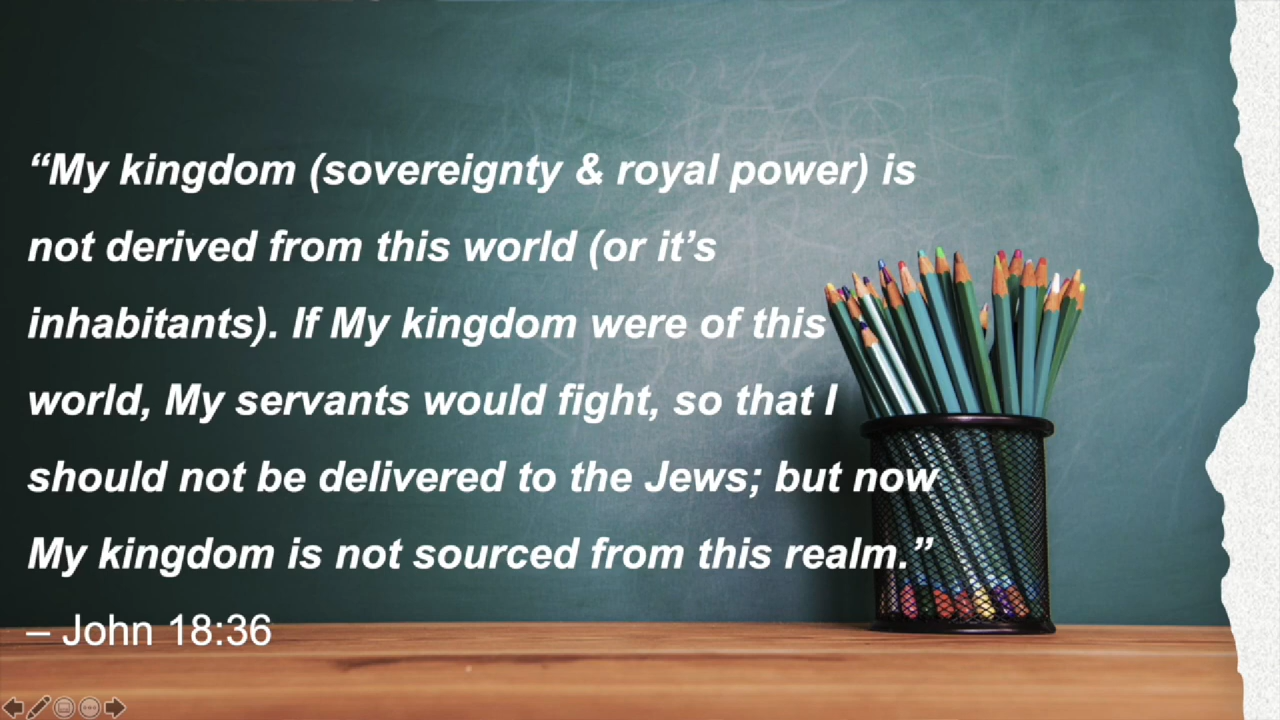 “My kingdom (sovereignty & royal power) is
not derived from this world (or it’s
inhabitants). If My kingdom were of this
world, My servants would fight, so that I
should not be delivered to the Jews; but now
My kingdom is not sourced from this realm.”
– John 18:36